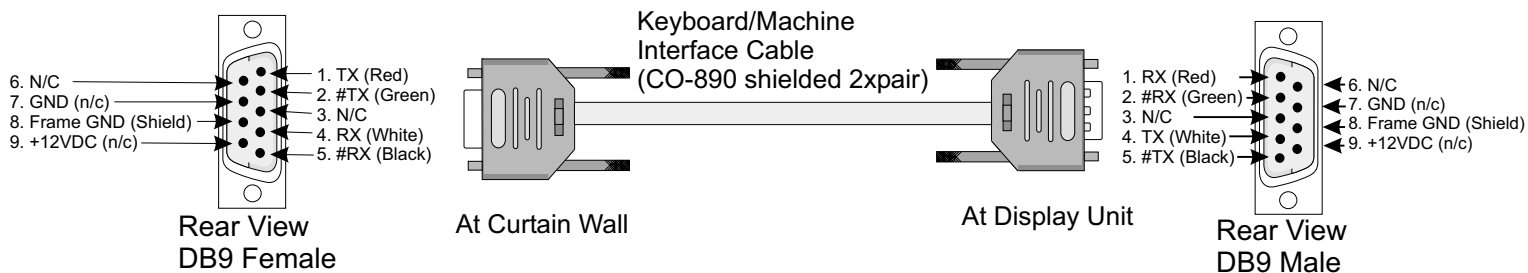 6. N/C
7. GND (n/c)
8. Frame GND (Shield)
9. +12VDC (n/c)
1. TX (Red)
2. #TX (Green)
3. N/C
4. RX (White)
5. #RX (Black)
Rear View
DB9 Female
At Curtain Wall
Keyboard/Machine
Interface Cable
(CO-890 shielded 2xpair)
At Display Unit
1. RX (Red)
2. #RX (Green)
3. N/C
4. TX (White)
5. #TX (Black)
6. N/C
7. GND (n/c)
8. Frame GND (Shield)
9. +12VDC (n/c)
Rear View
DB9 Male